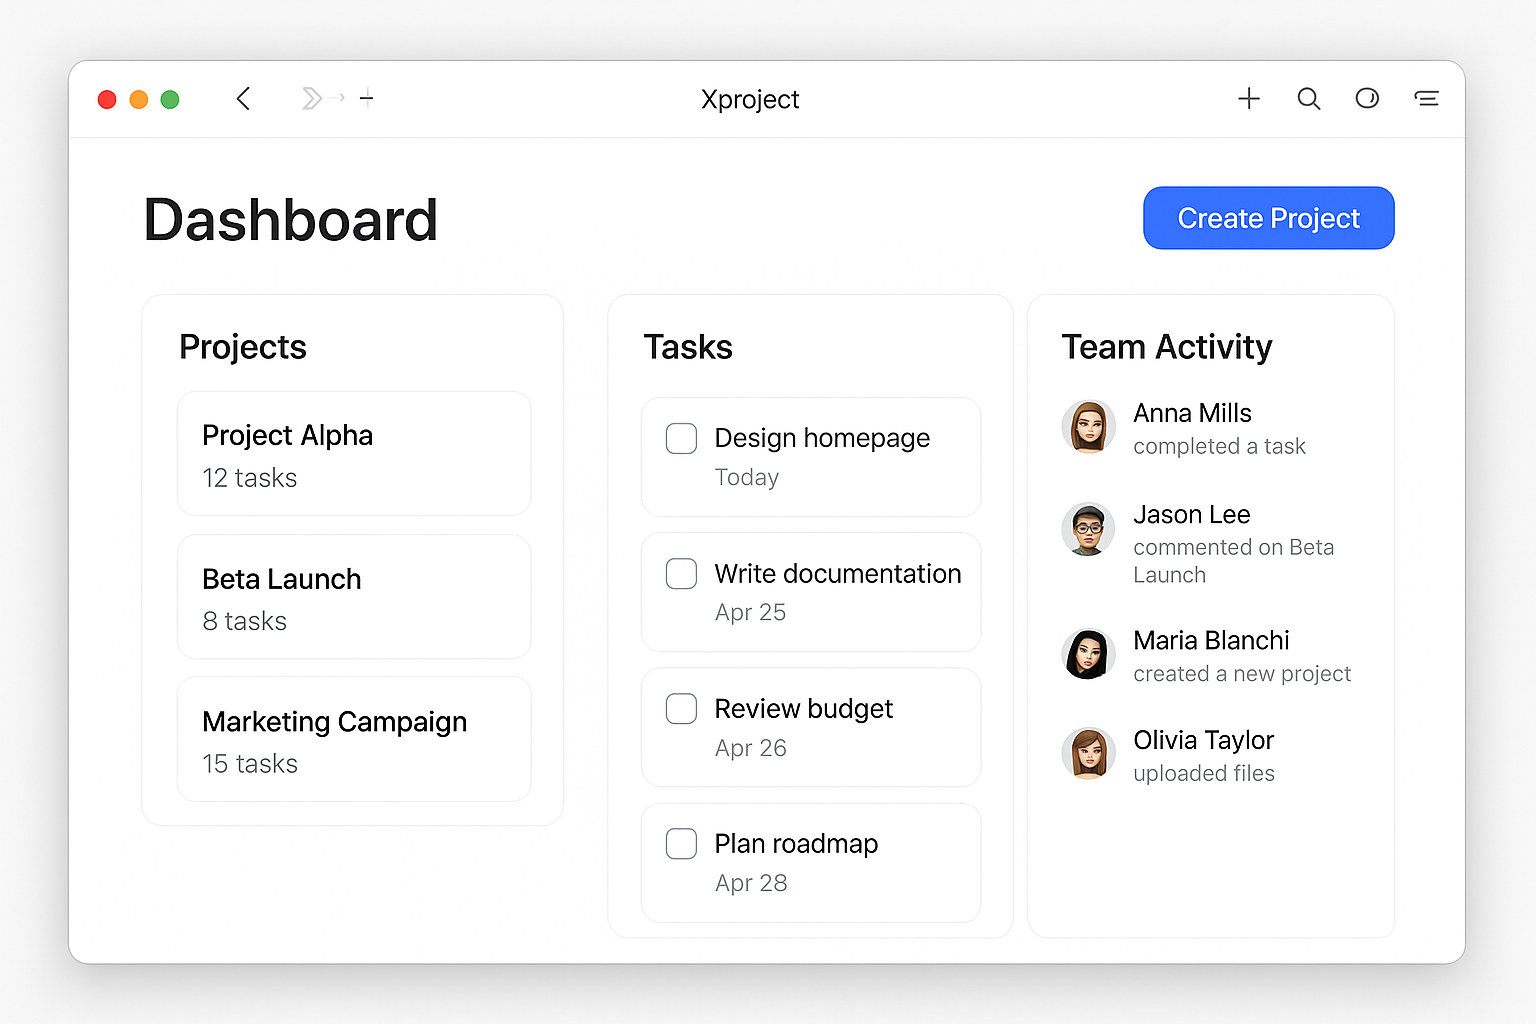 Xproject
Dashboard
Create Project
Projects
Project Alpha
12 tasks
Beta Launch
8 tasks
Marketing Campaign
15 tasks
Tasks
Design homepage
Today
Write documentation
Apr 25
Review budget
Apr 26
Plan roadmap
Apr 28
Team Activity
Anna Mills
completed a task
Jason Lee
commented on Beta
Launch
Maria Blanchi
created a new project
Olivia Taylor
uploaded files